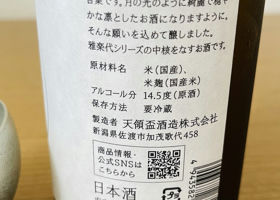 言葉です。月の光のように綺麗で穏や
かな凛としたお酒になりますように。
そんな願いを込めて醸しました。
雅楽代シリーズの中核をなすお酒です。
原材料名 米(国産)、
米麹(国産米)
アルコール分 14.5度(原酒)
保存方法 要冷蔵
製造者 天領盃酒造株式会社
新潟県佐渡市加茂歌代458
商品情報・
公式SNSは
こちらから
日本酒